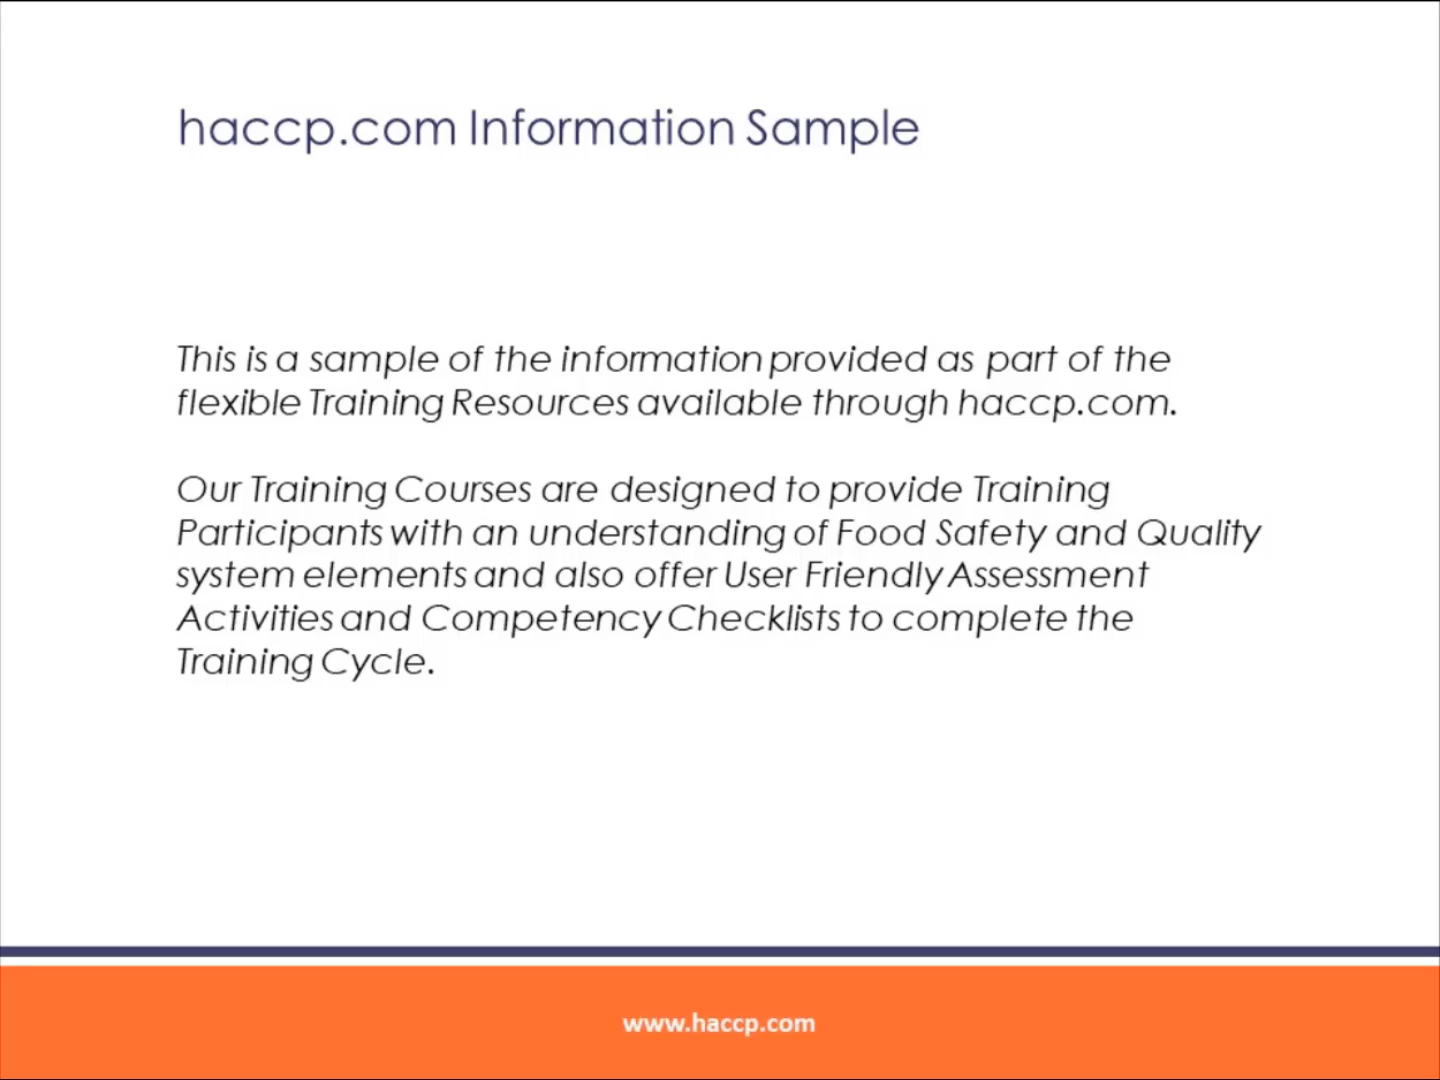 haccp.com Information Sample
This is a sample of the information provided as part of the
flexible Training Resources available through haccp.com.
Our Training Courses are designed to provide Training
Participants with an understanding of Food Safety and Quality
system elements and also offer User Friendly Assessment
Activities and Competency Checklists to complete the
Training Cycle.
www.haccp.com